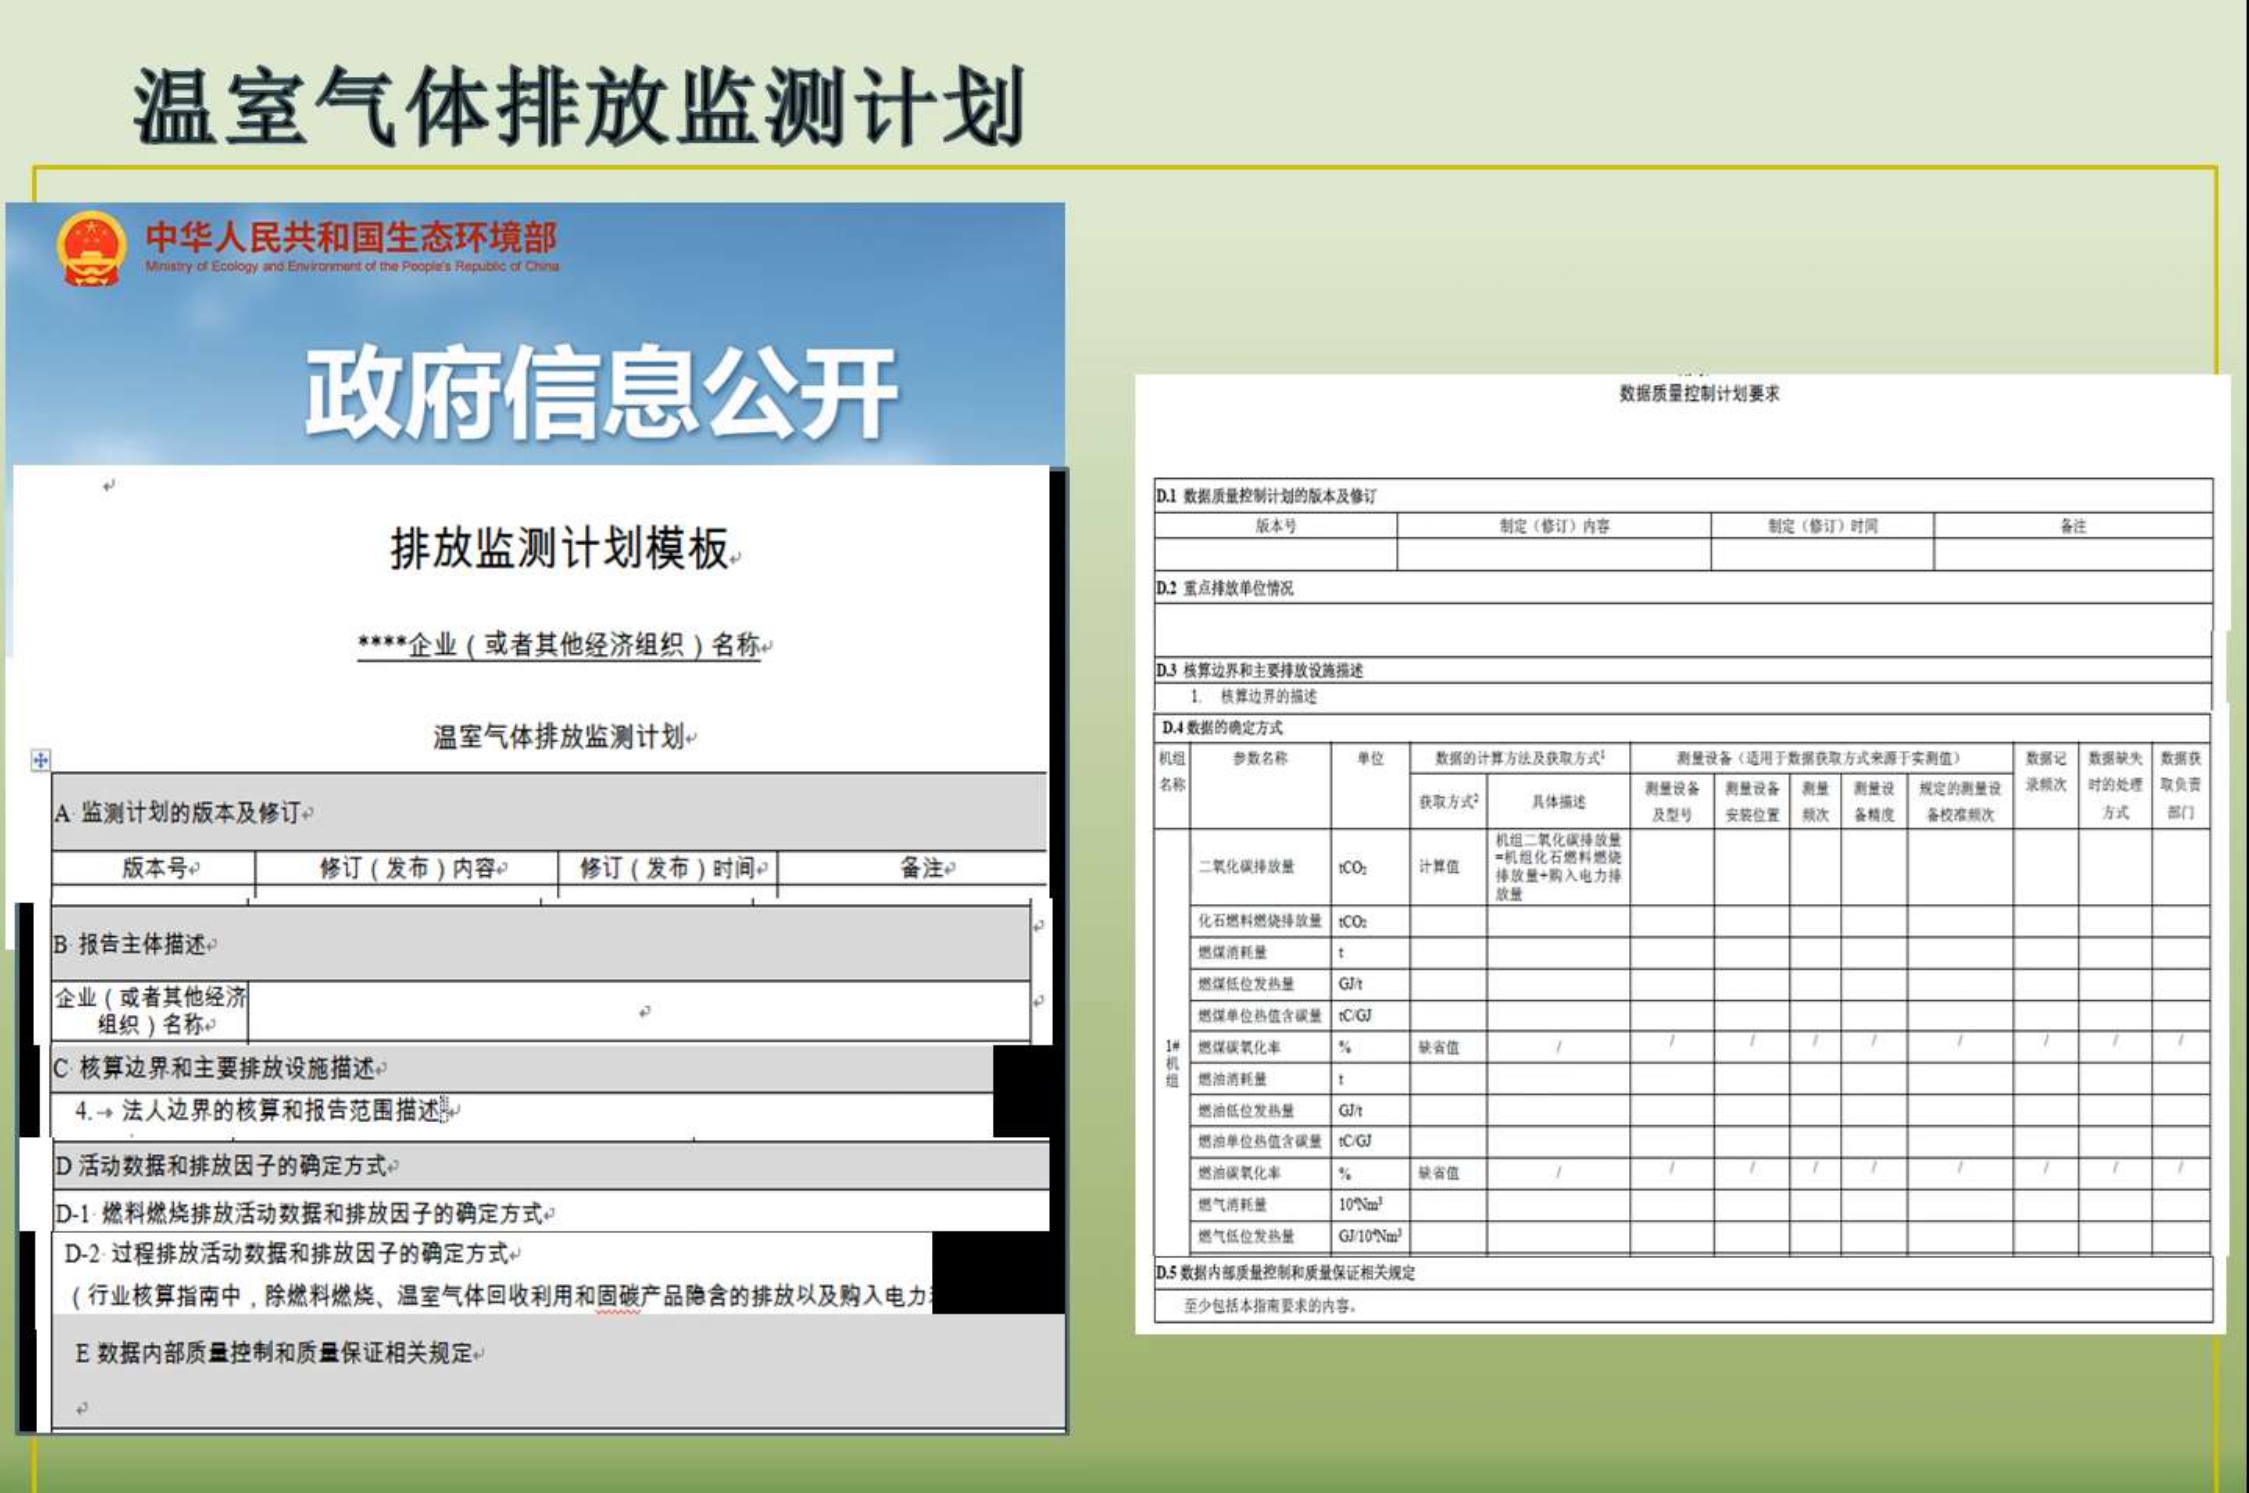 温室气体排放监测计划
中华人民共和国生态环境部
Ministry of Ecology and Environment of the People's Republic of China
政府信息公开
排放监测计划模板
****企业（或者其他经济组织）名称
温室气体排放监测计划
A 监测计划的版本及修订
版本号 修订（发布）内容 修订（发布）时间 备注
B 报告主体描述
企业（或者其他经济
组织）名称
C 核算边界和主要排放设施描述
4.→ 法人边界的核算和报告范围描述
D 活动数据和排放因子的确定方式
D-1 燃料燃烧排放活动数据和排放因子的确定方式
D-2 过程排放活动数据和排放因子的确定方式
（行业核算指南中，除燃料燃烧、温室气体回收利用和固碳产品隐含的排放以及购入电力
E 数据内部质量控制和质量保证相关规定
数据质量控制计划要求
D.1 数据质量控制计划的版本及修订
版本号 制定（修订）内容 制定（修订）时间 备注
D.2 重点排放单位情况
D.3 核算边界和主要排放设施描述
1. 核算边界的描述
D.4 数据的确定方式
机组 参数名称 单位 数据的计算方法及获取方式¹ 测量设备（适用于数据获取方式来源于实测值） 数据记 数据缺失 数据获
名称 获取方式² 具体描述 测量设备 测量设备 测量 测量设 规定的测量设 录频次 时的处理 取负责
及型号 安装位置 频次 备精度 备校准频次 方式 部门
1#
机
组
二氧化碳排放量 tCO₂ 计算值 机组二氧化碳排放量
=机组化石燃料燃烧
排放量+购入电力排
放量
化石燃料燃烧排放量 tCO₂
燃煤消耗量 t
燃煤低位发热量 GJ/t
燃煤单位热值含碳量 tC/GJ
燃煤碳氧化率 % 缺省值 / / / / / / / / /
燃油消耗量 t
燃油低位发热量 GJ/t
燃油单位热值含碳量 tC/GJ
燃油碳氧化率 % 缺省值 / / / / / / / / /
燃气消耗量 10⁴Nm³
燃气低位发热量 GJ/10⁴Nm³
D.5 数据内部质量控制和质量保证相关规定
至少包括本指南要求的内容。